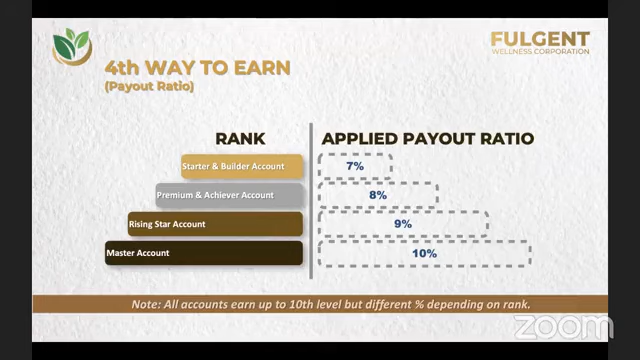 FULGENT
WELLNESS CORPORATION
4th WAY TO EARN
(Payout Ratio)
RANK
APPLIED PAYOUT RATIO
Starter & Builder Account
7%
Premium & Achiever Account
8%
Rising Star Account
9%
Master Account
10%
Note: All accounts earn up to 10th level but different % depending on rank.
zoom